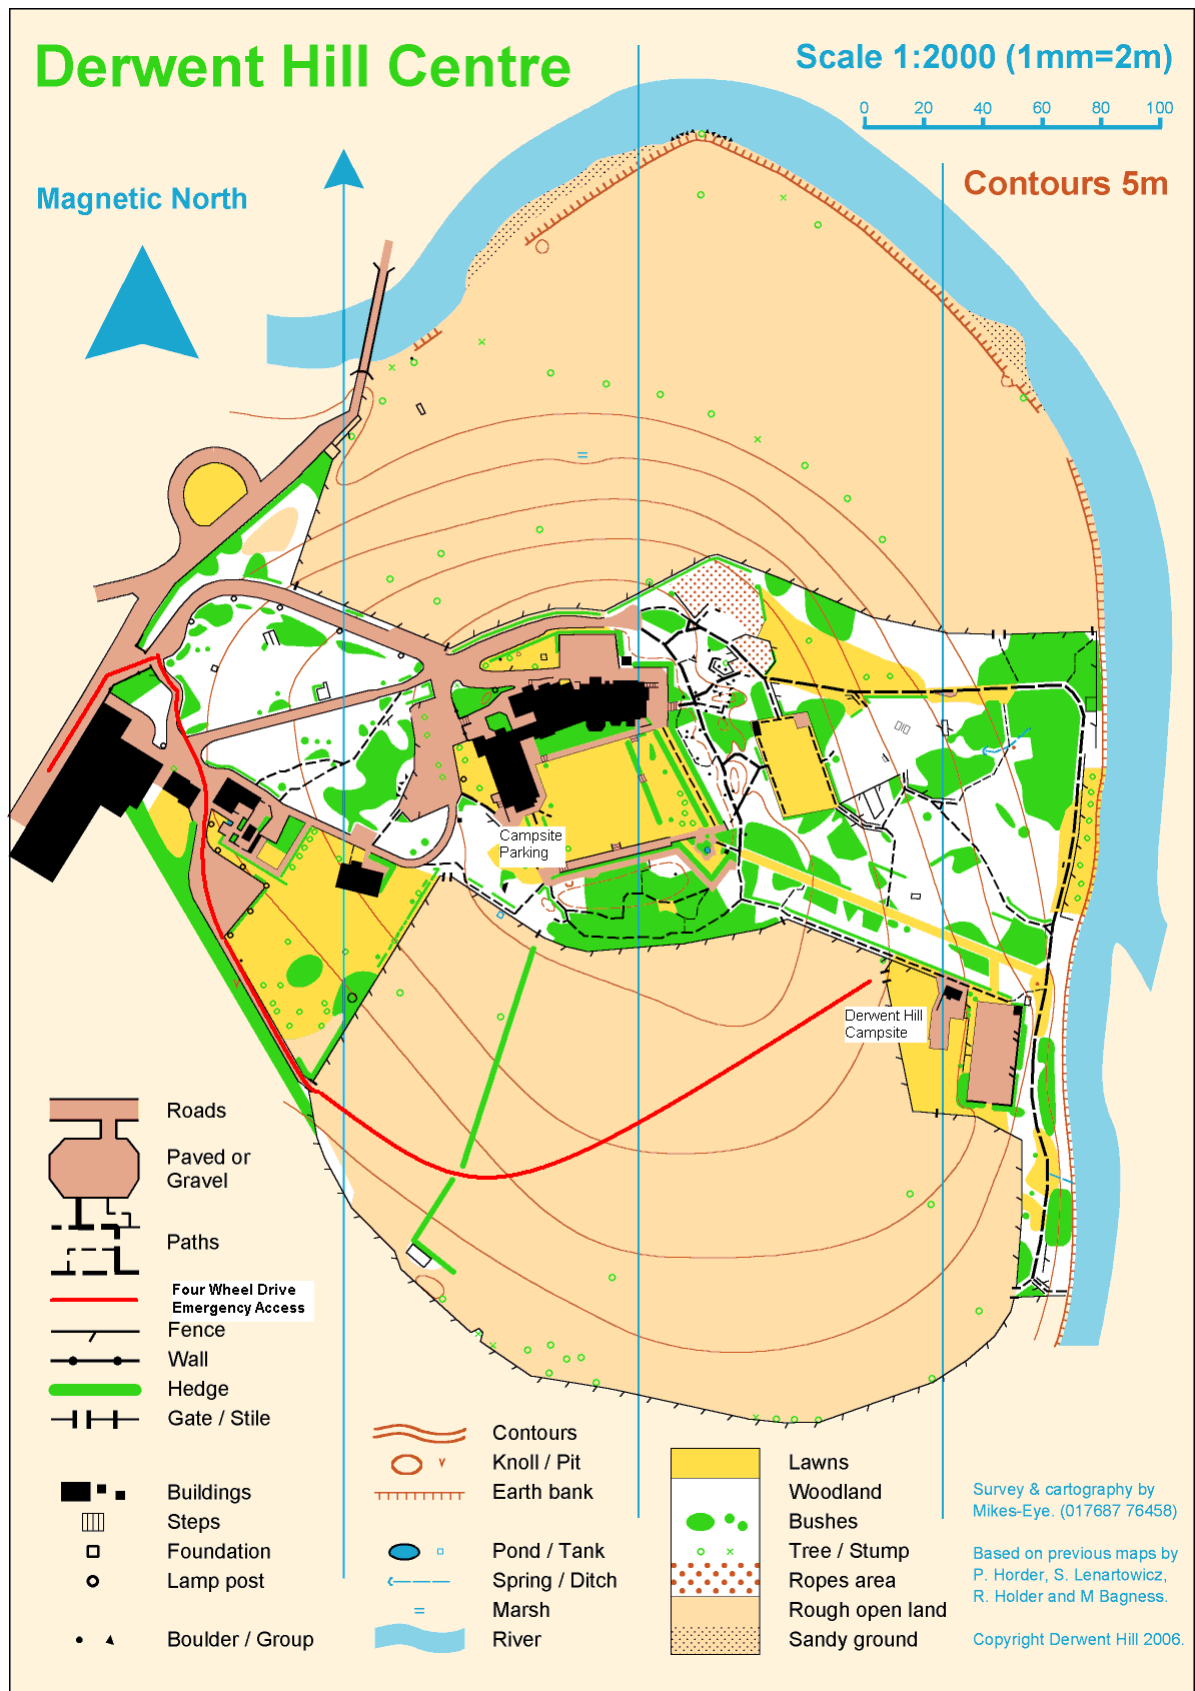 Derwent Hill Centre
Scale 1:2000 (1mm=2m)
0 20 40 60 80 100
Contours 5m
Magnetic North
Campsite
Parking
Derwent Hill
Campsite
Roads
Paved or
Gravel
Paths
Four Wheel Drive
Emergency Access
Fence
Wall
Hedge
Gate / Stile
Buildings
Steps
Foundation
Lamp post
Boulder / Group
Contours
Knoll / Pit
Earth bank
Pond / Tank
Spring / Ditch
Marsh
River
Lawns
Woodland
Bushes
Tree / Stump
Ropes area
Rough open land
Sandy ground
Survey & cartography by
Mikes-Eye. (017687 76458)
Based on previous maps by
P. Horder, S. Lenartowicz,
R. Holder and M Bagness.
Copyright Derwent Hill 2006.